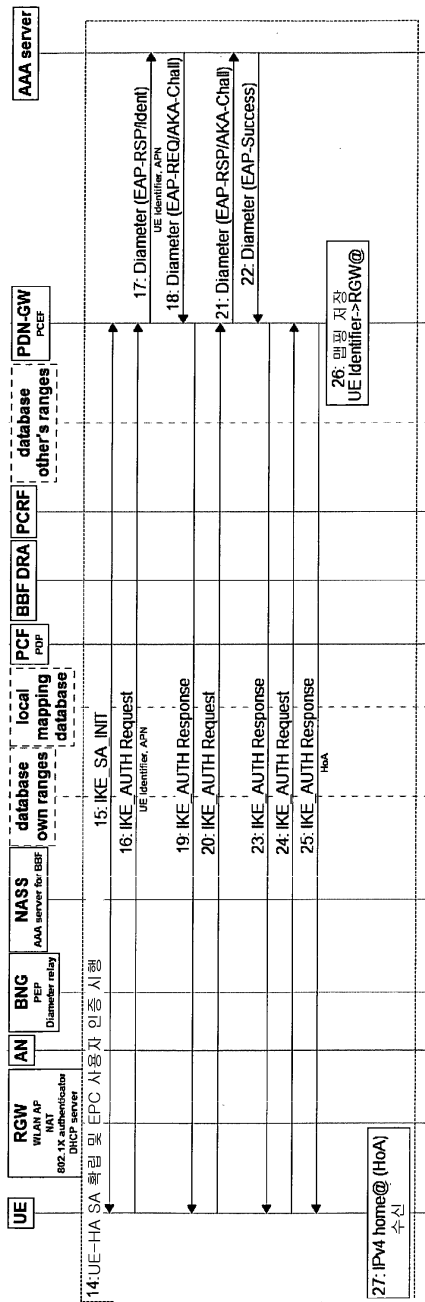 UE
RGW
WLAN AP
NAT
802.1X authenticator
DHCP server
AN
BNG
PEP
Diameter relay
NASS
AAA server for BBF
database
own ranges
local
mapping
database
PCF
PDP
BBF DRA
PCRF
database
other's ranges
PDN-GW
PCEF
AAA server
14:UE-HA SA 확립 및 EPC 사용자 인증 시행
15: IKE_SA_INIT
16: IKE_AUTH Request
UE Identifier, APN
17: Diameter (EAP-RSP/Ident)
UE Identifier, APN
18: Diameter (EAP-REQ/AKA-Chall)
19: IKE_AUTH Response
20: IKE_AUTH Request
21: Diameter (EAP-RSP/AKA-Chall)
22: Diameter (EAP-Success)
23: IKE_AUTH Response
24: IKE_AUTH Request
25: IKE_AUTH Response
HoA
26: 맵핑 저장
UE Identifier->RGW@
27: IPv4 home@ (HoA)
수신